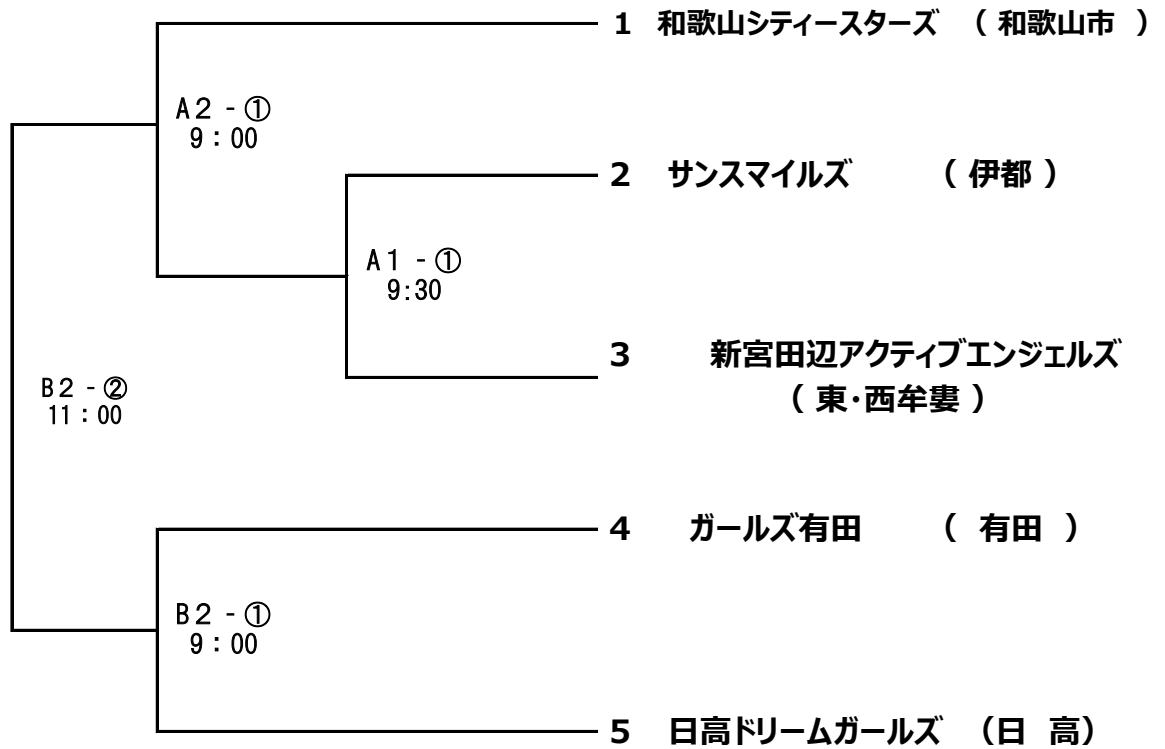 1 和歌山シティースターズ （ 和歌山市 ）
A2 - ①
9：00
2 サンスマイルズ （ 伊都 ）
A1 - ①
9:30
3 新宮田辺アクティブエンジェルズ
（ 東・西牟婁 ）
B2 - ②
11：00
4 ガールズ有田 （ 有田 ）
B2 - ①
9：00
5 日高ドリームガールズ （日 高）